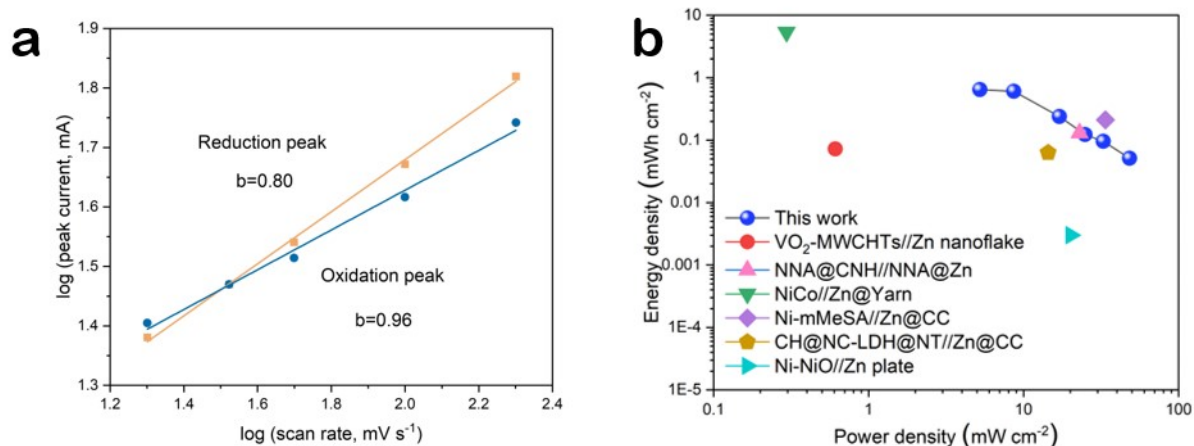 a
1.9
1.8
1.7
1.6
1.5
1.4
1.3
log (peak current, mA)
Reduction peak
b=0.80
Oxidation peak
b=0.96
1.0 1.2 1.4 1.6 1.8 2.0 2.2 2.4
log (scan rate, mV s⁻¹)
b
10
1
0.1
0.01
0.001
1E-4
1E-5
Energy density (mWh cm⁻²)
This work
VO₂-MWCHTs//Zn nanoflake
NNA@CNH//NNA@Zn
NiCo//Zn@Yarn
Ni-mMeSA//Zn@CC
CH@NC-LDH@NT//Zn@CC
Ni-NiO//Zn plate
0.1 1 10 100
Power density (mW cm⁻²)